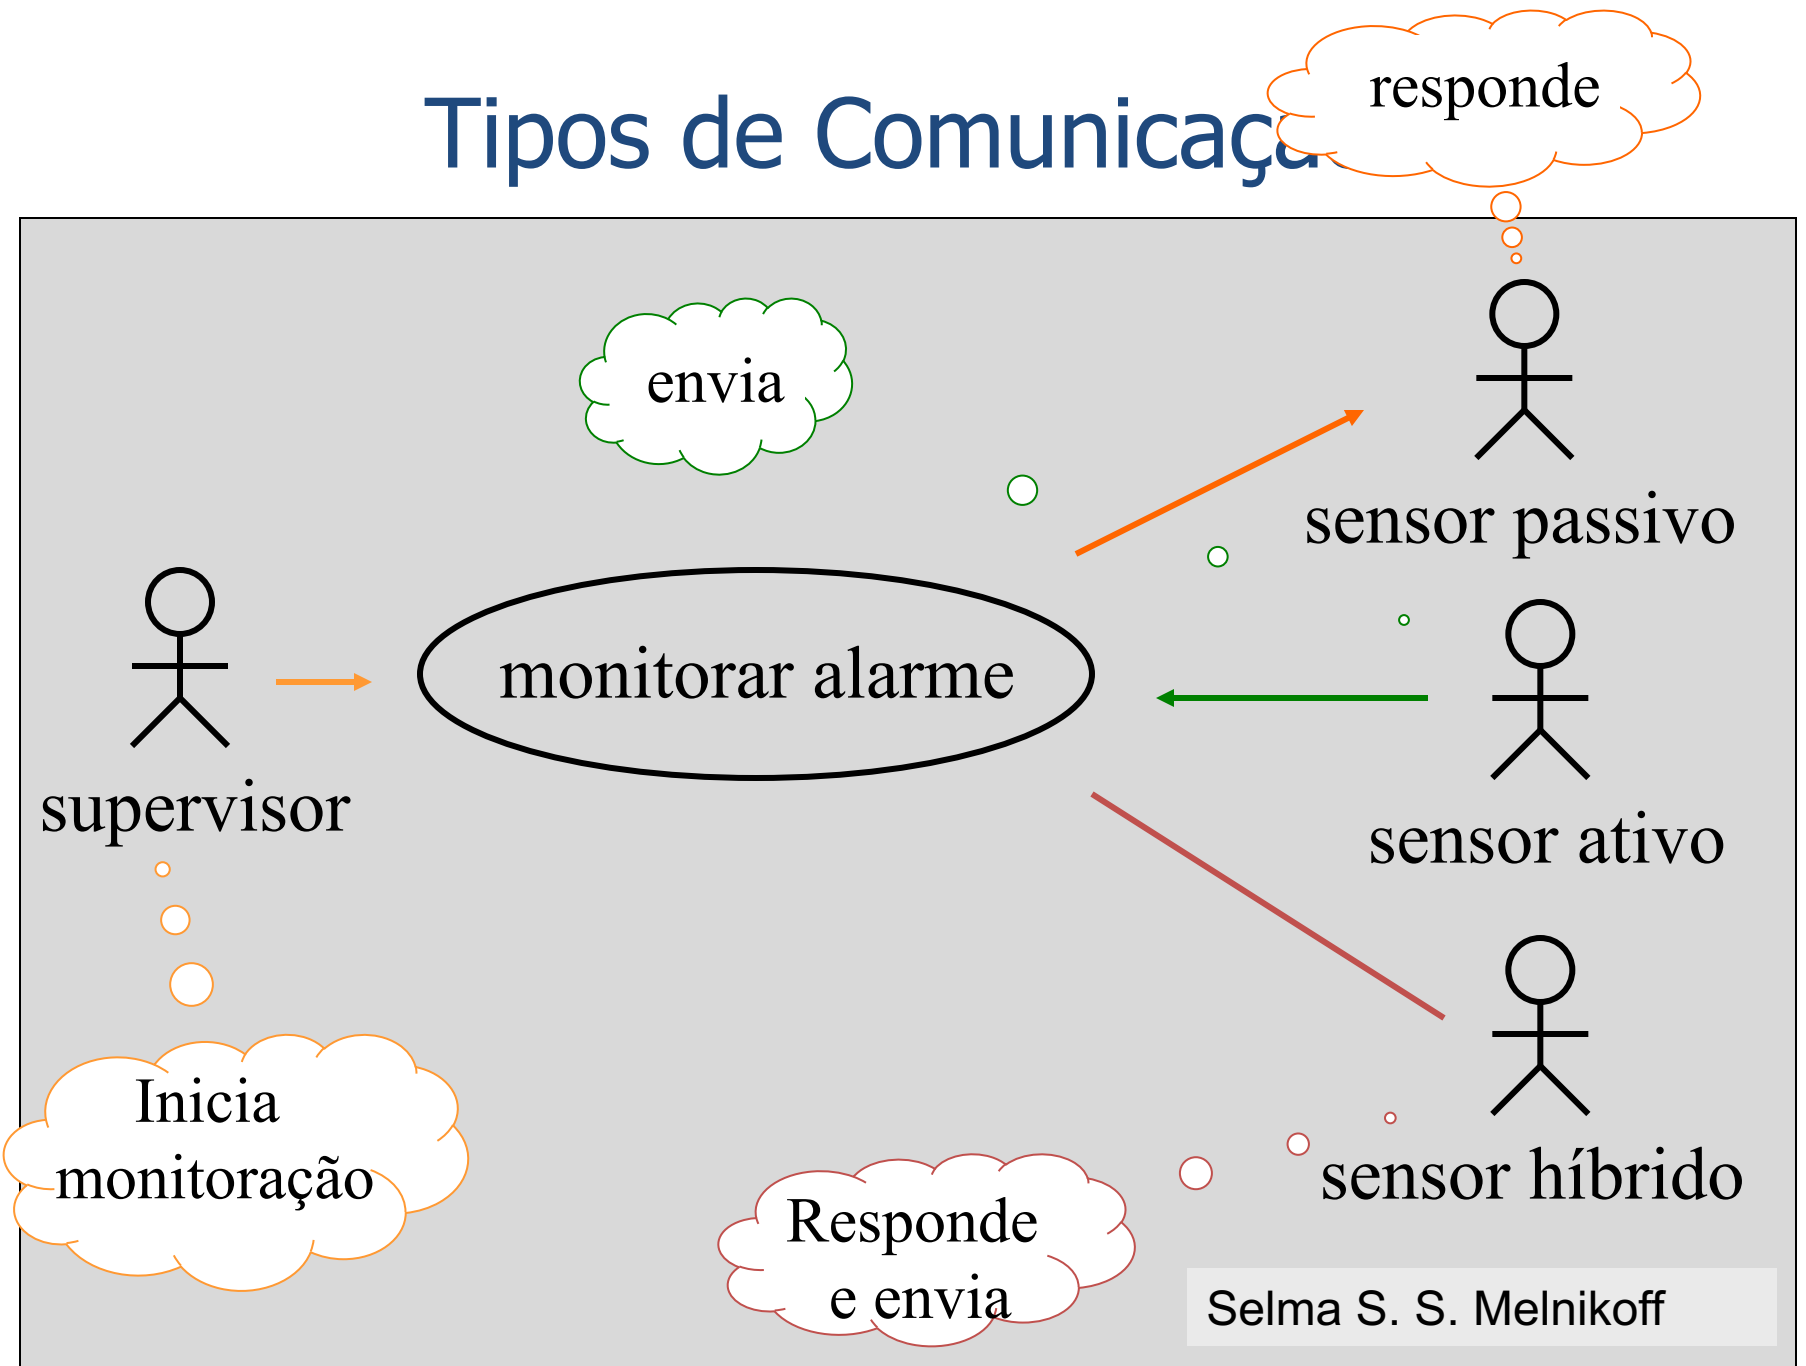 responde
Tipos de
envia
sensor passivo
monitorar alarme
supervisor
sensor ativo
Inicia
monitoração
sensor híbrido
Responde
e envia
Selma S. S. Melnikoff